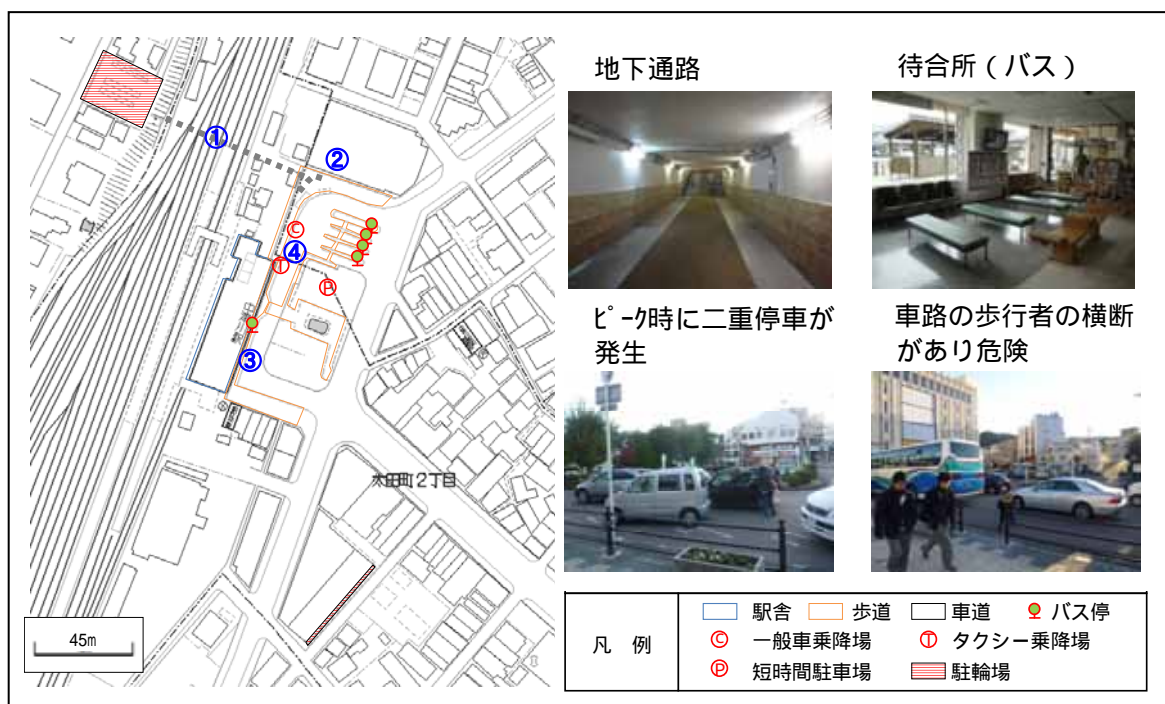 地下通路
待合所（バス）
ピーク時に二重停車が
発生
車路の歩行者の横断
があり危険
①
②
③
④
Ⓒ
Ⓣ
Ⓟ
本田町2丁目
45m
凡 例
駅舎 歩道 車道 バス停
Ⓒ 一般車乗降場 Ⓣ タクシー乗降場
Ⓟ 短時間駐車場 駐輪場